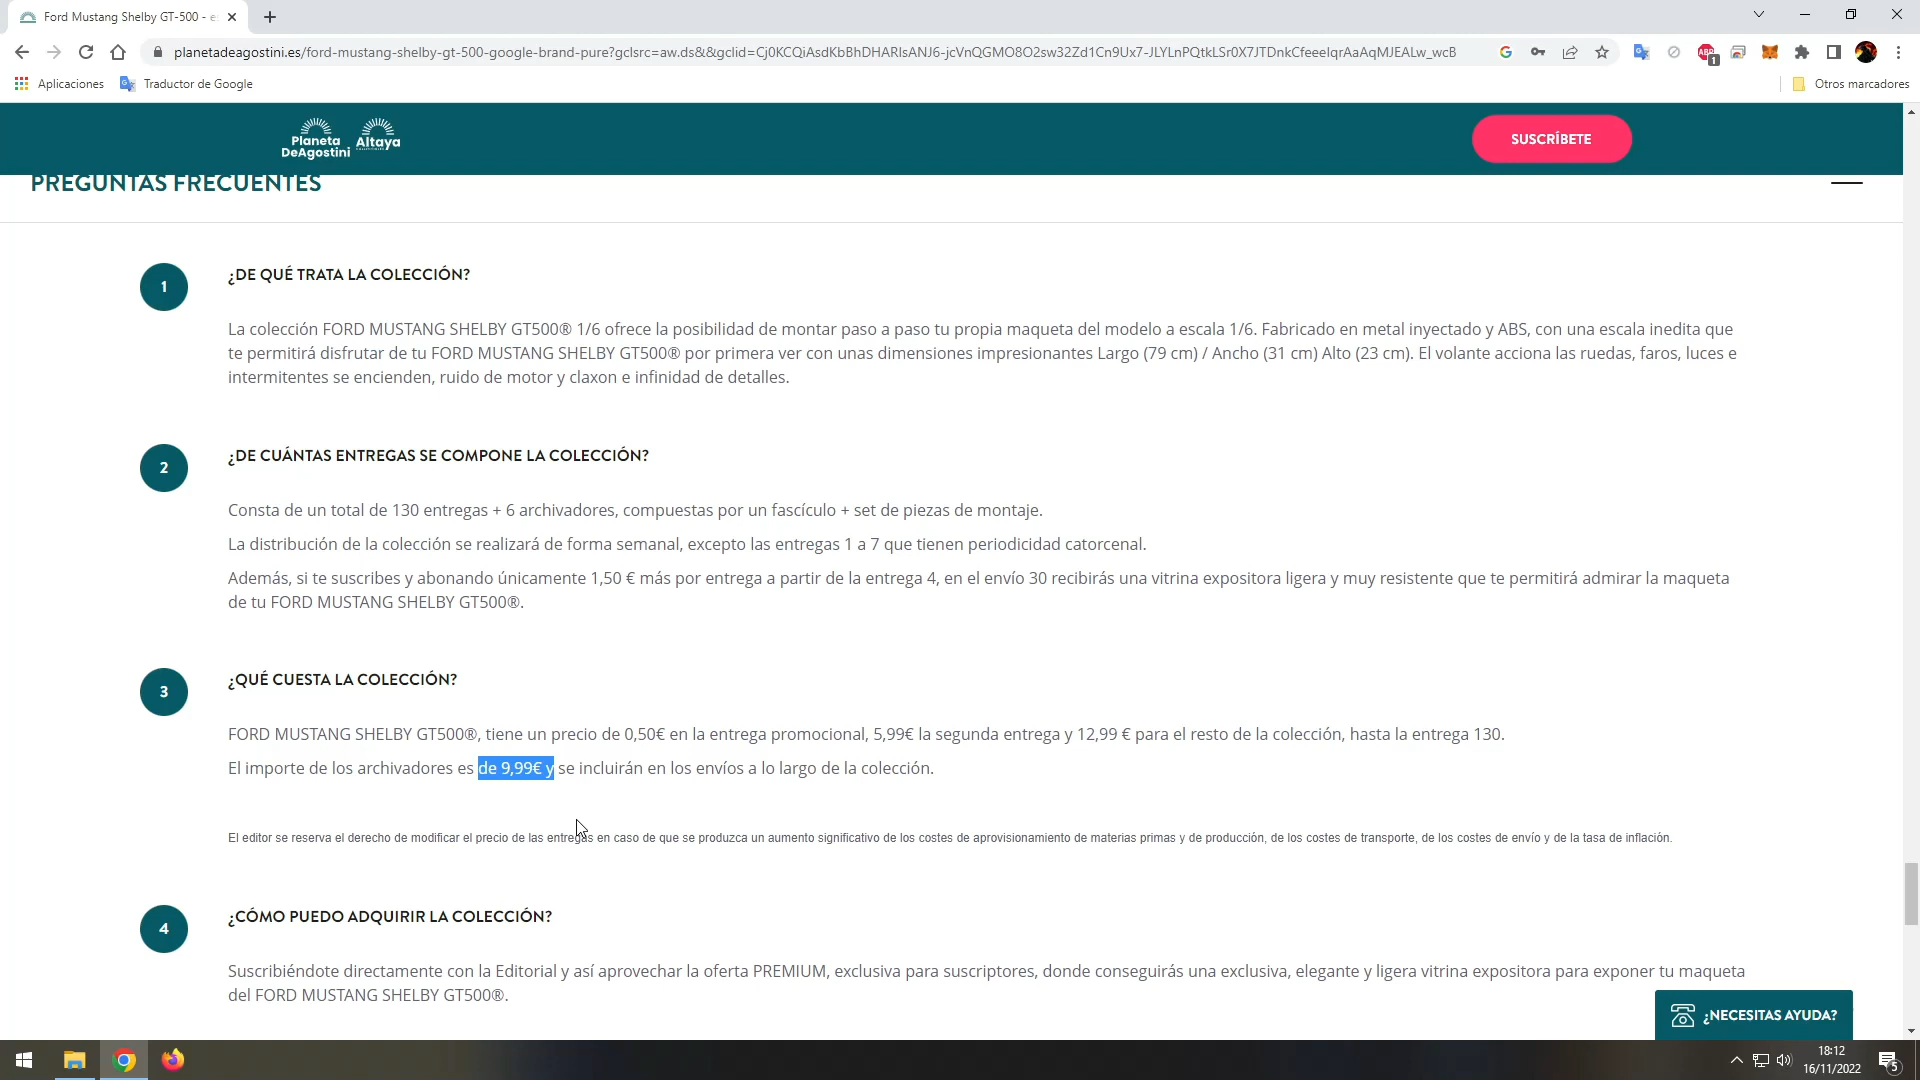 Ford Mustang Shelby GT-500 - e
planetadeagostini.es/ford-mustang-shelby-gt-500-google-brand-pure?gclsrc=aw.ds&&gclid=Cj0KCQiAsdKbBhDHARIsANJ6-jcVnQGMO8O2sw32Zd1Cn9Ux7-JLYLnPQtkLSr0X7JTDnkCfeeeIqrAaAqMJEALw_wcB
ABP
1
Aplicaciones
Traductor de Google
Otros marcadores
Planeta DeAgostini
Altaya
SUSCRÍBETE
PREGUNTAS FRECUENTES
1
¿DE QUÉ TRATA LA COLECCIÓN?
La colección FORD MUSTANG SHELBY GT500® 1/6 ofrece la posibilidad de montar paso a paso tu propia maqueta del modelo a escala 1/6. Fabricado en metal inyectado y ABS, con una escala inedita que
te permitirá disfrutar de tu FORD MUSTANG SHELBY GT500® por primera ver con unas dimensiones impresionantes Largo (79 cm) / Ancho (31 cm) Alto (23 cm). El volante acciona las ruedas, faros, luces e
intermitentes se encienden, ruido de motor y claxon e infinidad de detalles.
2
¿DE CUÁNTAS ENTREGAS SE COMPONE LA COLECCIÓN?
Consta de un total de 130 entregas + 6 archivadores, compuestas por un fascículo + set de piezas de montaje.
La distribución de la colección se realizará de forma semanal, excepto las entregas 1 a 7 que tienen periodicidad catorcenal.
Además, si te suscribes y abonando únicamente 1,50 € más por entrega a partir de la entrega 4, en el envío 30 recibirás una vitrina expositora ligera y muy resistente que te permitirá admirar la maqueta
de tu FORD MUSTANG SHELBY GT500®.
3
¿QUÉ CUESTA LA COLECCIÓN?
FORD MUSTANG SHELBY GT500®, tiene un precio de 0,50€ en la entrega promocional, 5,99€ la segunda entrega y 12,99 € para el resto de la colección, hasta la entrega 130.
El importe de los archivadores es de 9,99€ y se incluirán en los envíos a lo largo de la colección.
El editor se reserva el derecho de modificar el precio de las entregas en caso de que se produzca un aumento significativo de los costes de aprovisionamiento de materias primas y de producción, de los costes de transporte, de los costes de envío y de la tasa de inflación.
4
¿CÓMO PUEDO ADQUIRIR LA COLECCIÓN?
Suscribiéndote directamente con la Editorial y así aprovechar la oferta PREMIUM, exclusiva para suscriptores, donde conseguirás una exclusiva, elegante y ligera vitrina expositora para exponer tu maqueta
del FORD MUSTANG SHELBY GT500®.
¿NECESITAS AYUDA?
18:12
16/11/2022
5